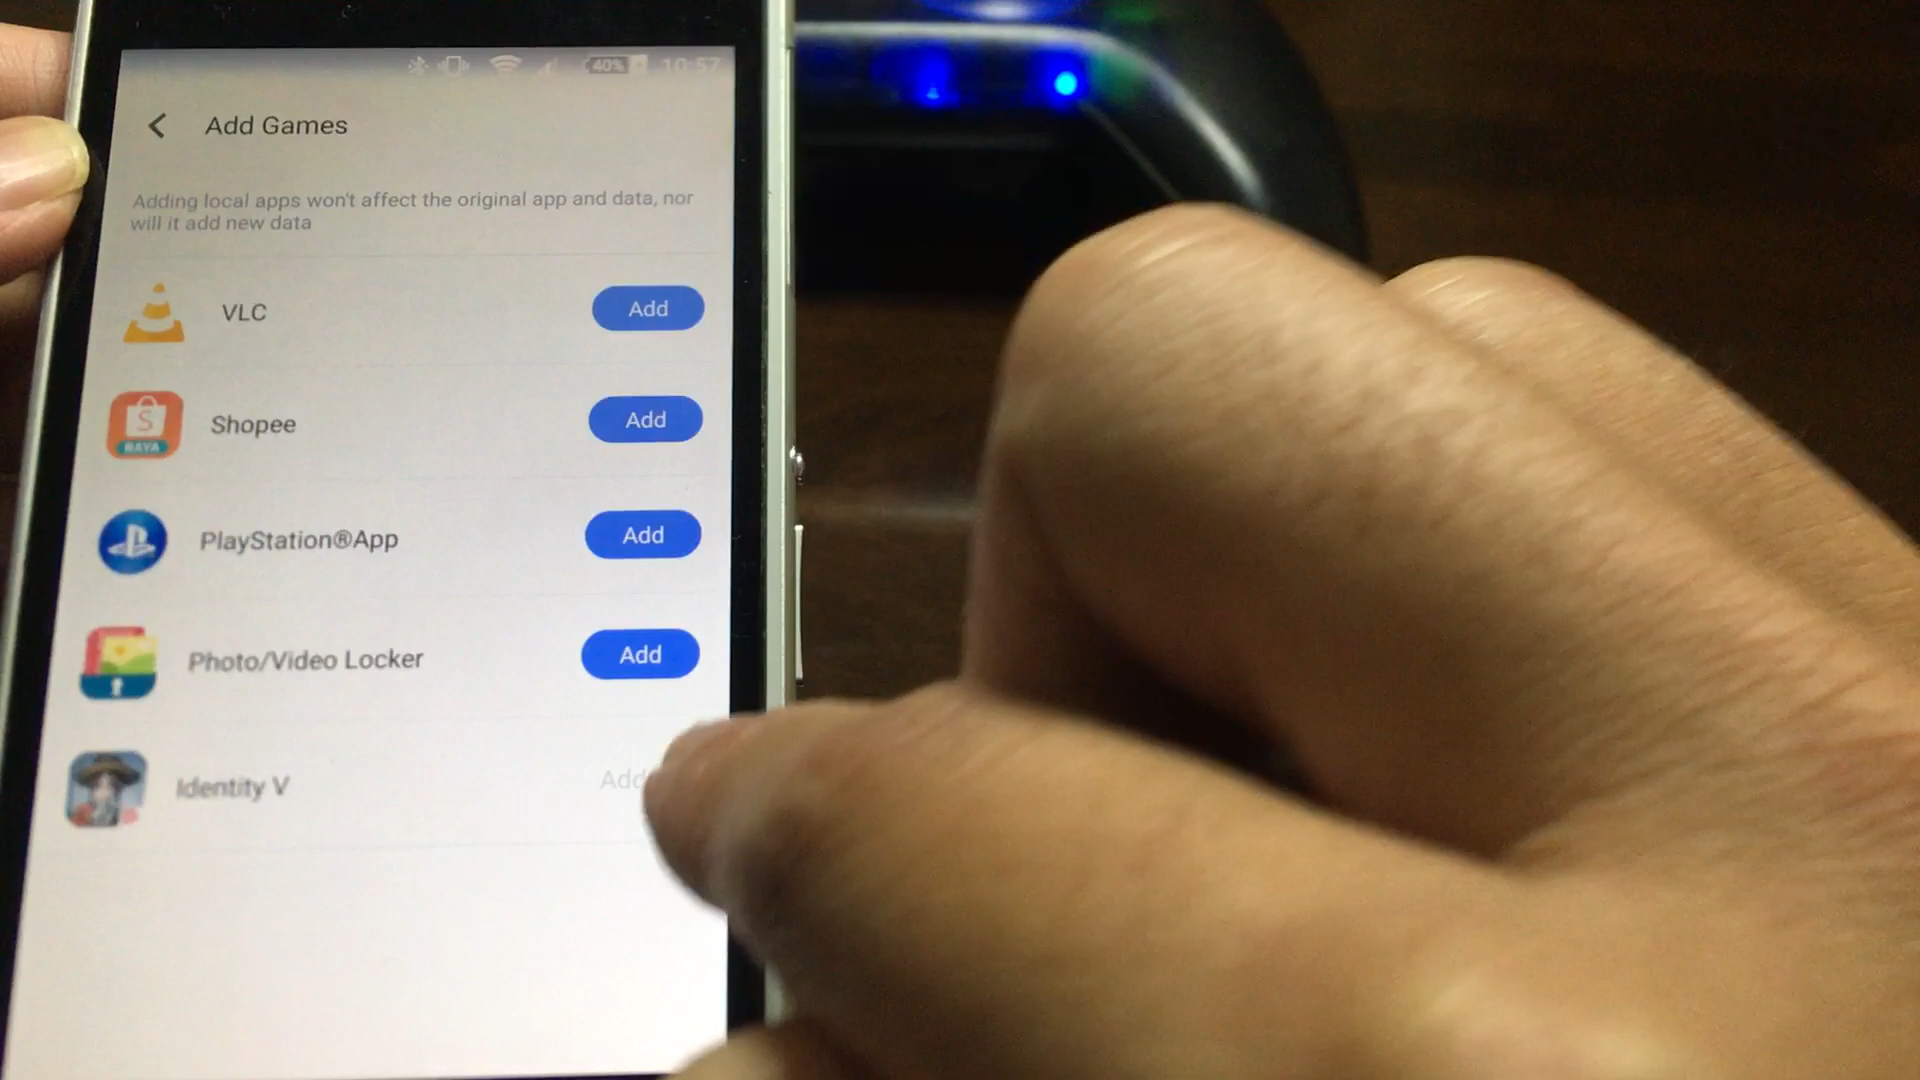 40% 10:57
Add Games
Adding local apps won't affect the original app and data, nor
will it add new data
VLC Add
S
RAYA
Shopee Add
PlayStation®App Add
Photo/Video Locker Add
Identity V Add